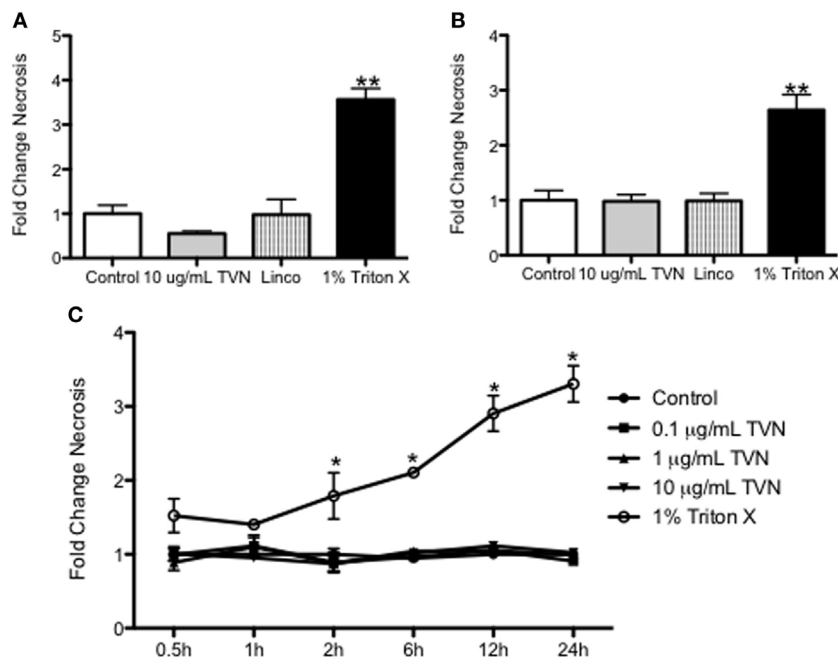 A
Fold Change Necrosis
5
4
3
2
1
0
**
Control
10 ug/mL TVN
Linco
1% Triton X
B
Fold Change Necrosis
4
3
2
1
0
**
Control
10 ug/mL TVN
Linco
1% Triton X
C
Fold Change Necrosis
4
3
2
1
0
*
*
*
*
0.5h
1h
2h
6h
12h
24h
Control
0.1 µg/mL TVN
1 µg/mL TVN
10 µg/mL TVN
1% Triton X